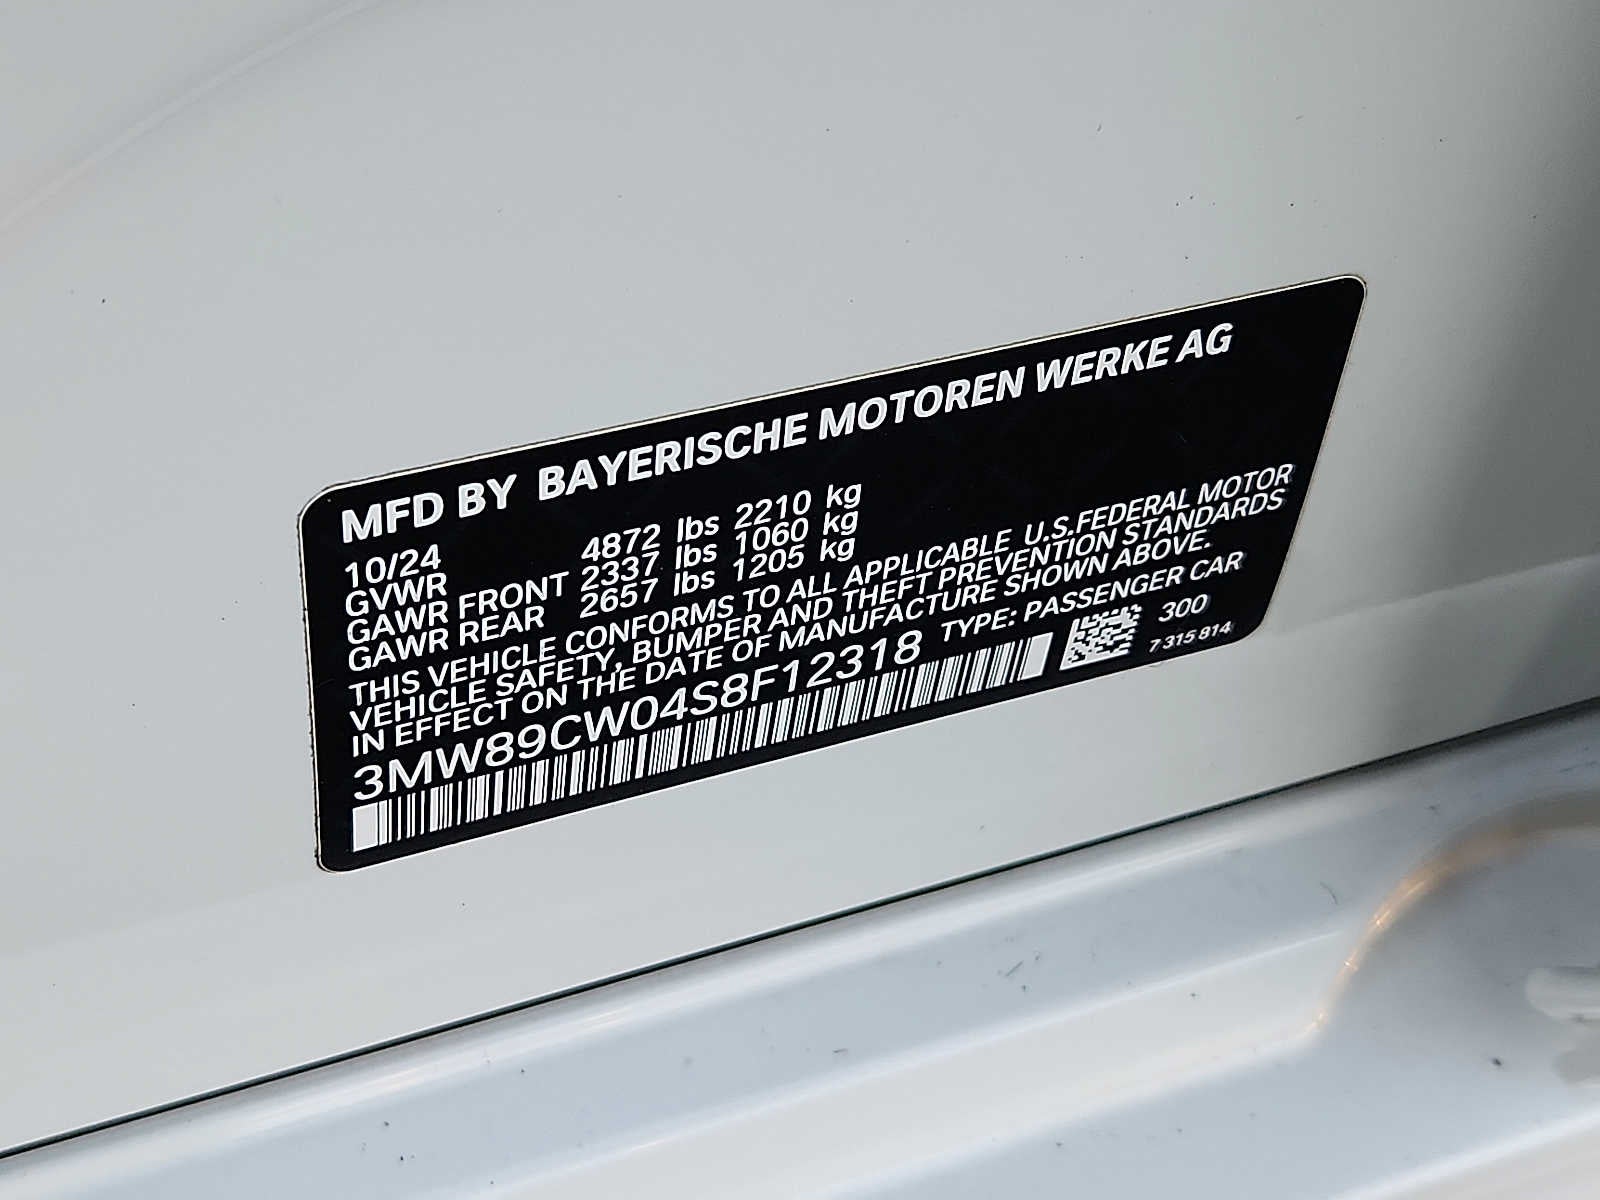 MFD BY BAYERISCHE MOTOREN WERKE AG
10/24
GVWR 4872 lbs 2210 kg
GAWR FRONT 2337 lbs 1060 kg
GAWR REAR 2657 lbs 1205 kg
THIS VEHICLE CONFORMS TO ALL APPLICABLE U.S.FEDERAL MOTOR
VEHICLE SAFETY, BUMPER AND THEFT PREVENTION STANDARDS
IN EFFECT ON THE DATE OF MANUFACTURE SHOWN ABOVE.
3MW89CW04S8F12318 TYPE: PASSENGER CAR
300
7 315 814